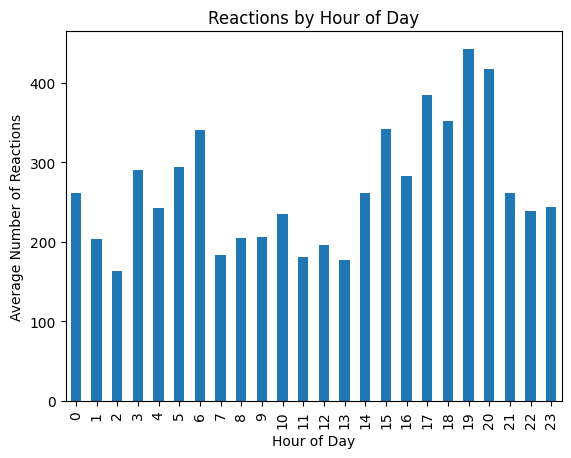 Reactions by Hour of Day
Average Number of Reactions
400
300
200
100
0
0 1 2 3 4 5 6 7 8 9 10 11 12 13 14 15 16 17 18 19 20 21 22 23
Hour of Day